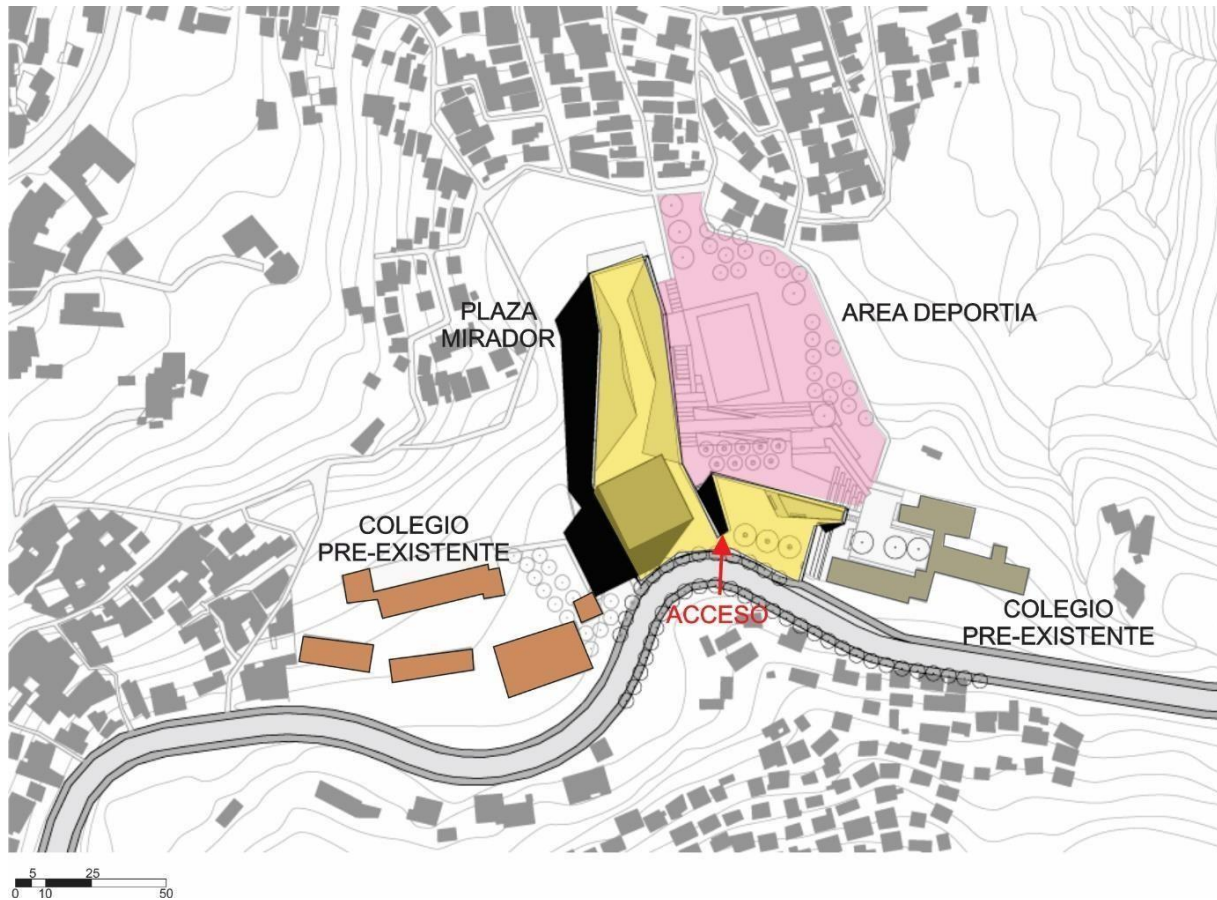 PLAZA
MIRADOR
AREA DEPORTIA
COLEGIO
PRE-EXISTENTE
ACCESO
COLEGIO
PRE-EXISTENTE
5 25
0 10 50